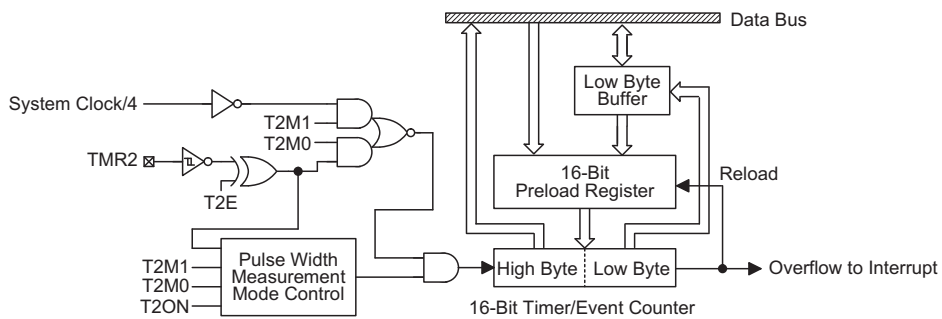 Data Bus
Low Byte
Buffer
System Clock/4
T2M1
T2M0
TMR2
T2E
16-Bit
Preload Register
Reload
Pulse Width
Measurement
Mode Control
T2M1
T2M0
T2ON
High Byte
Low Byte
Overflow to Interrupt
16-Bit Timer/Event Counter